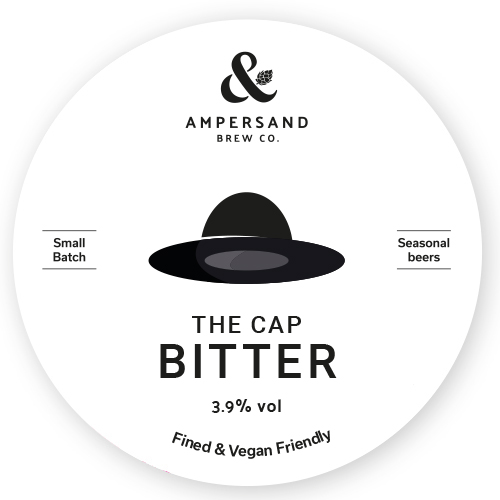 &
AMPERSAND
BREW CO.
Small
Batch
Seasonal
beers
THE CAP
BITTER
3.9% vol
Fined & Vegan Friendly